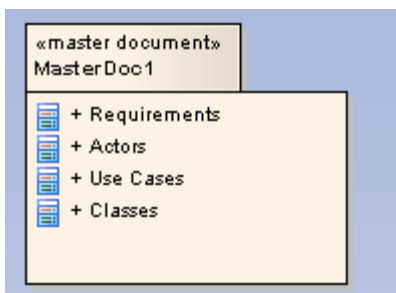 «master document»
MasterDoc1
+ Requirements
+ Actors
+ Use Cases
+ Classes